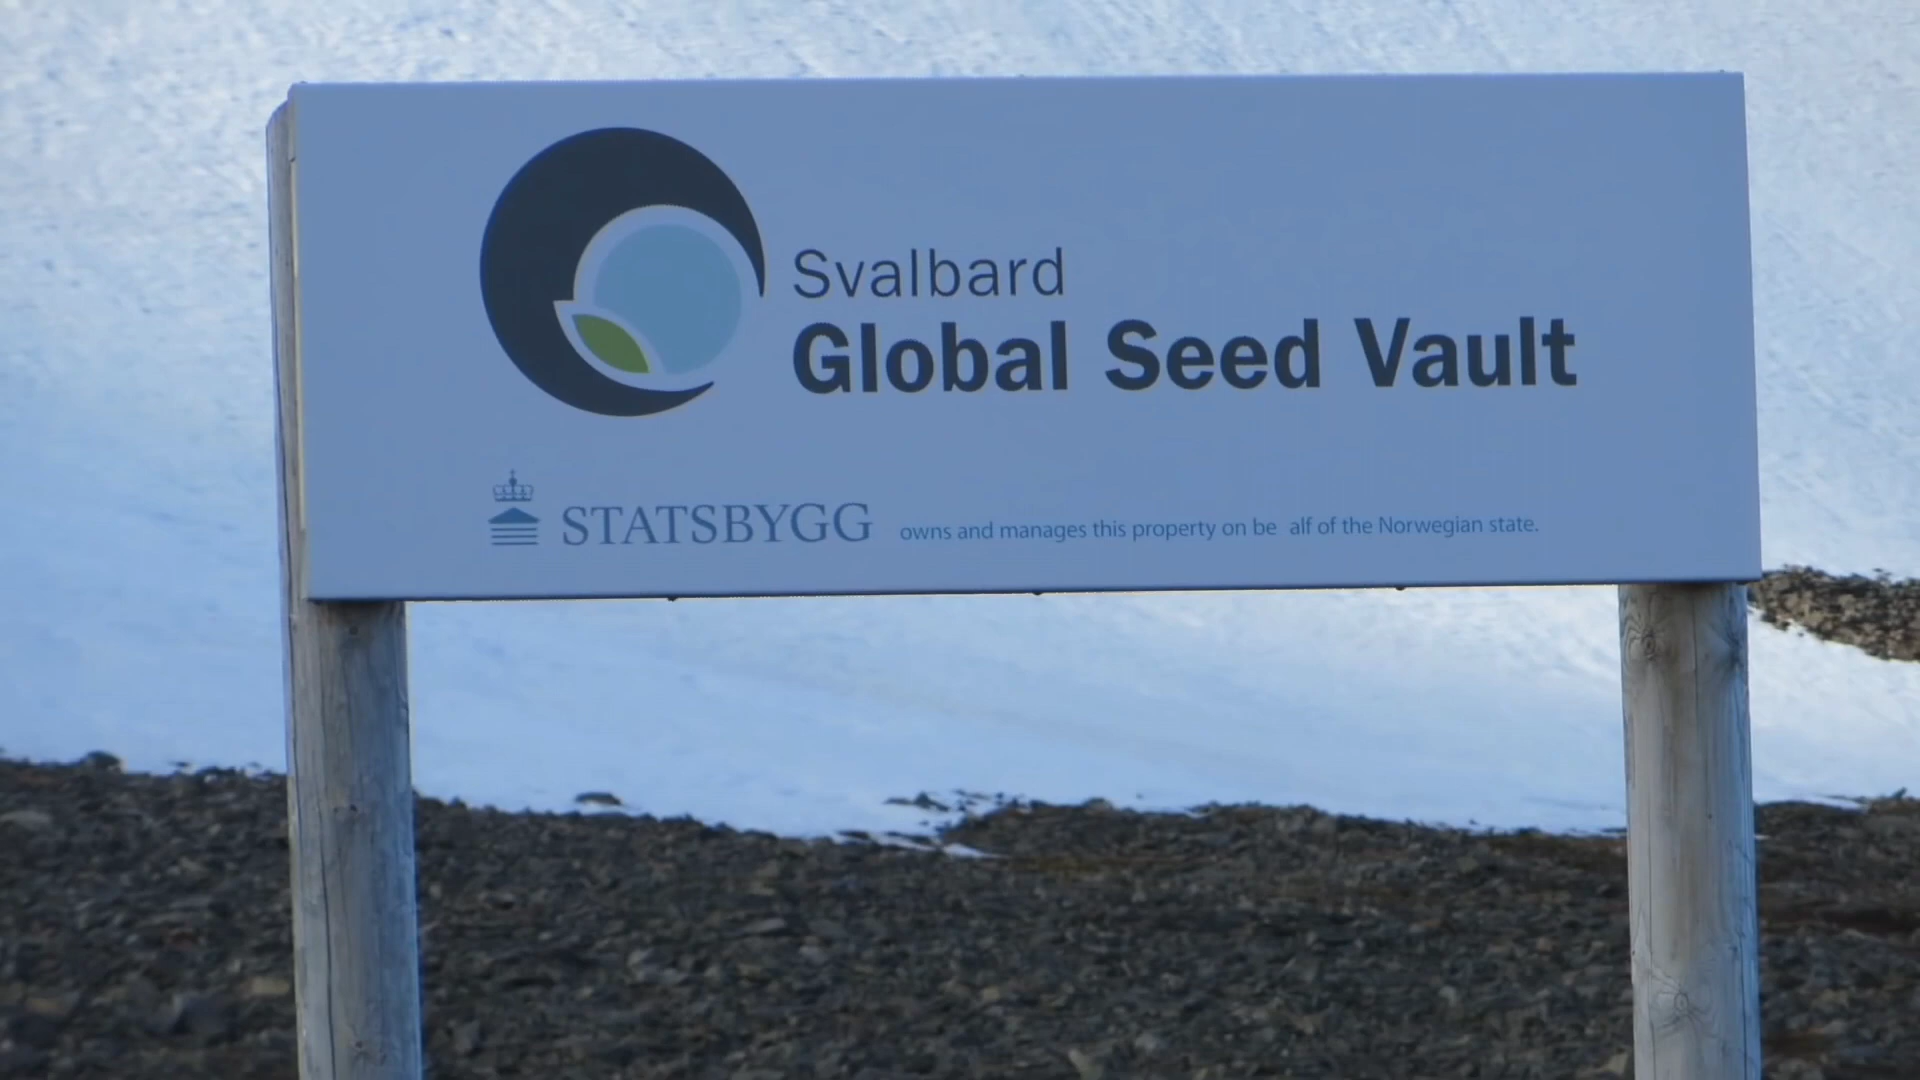 Svalbard
Global Seed Vault
STATSBYGG owns and manages this property on be alf of the Norwegian state.